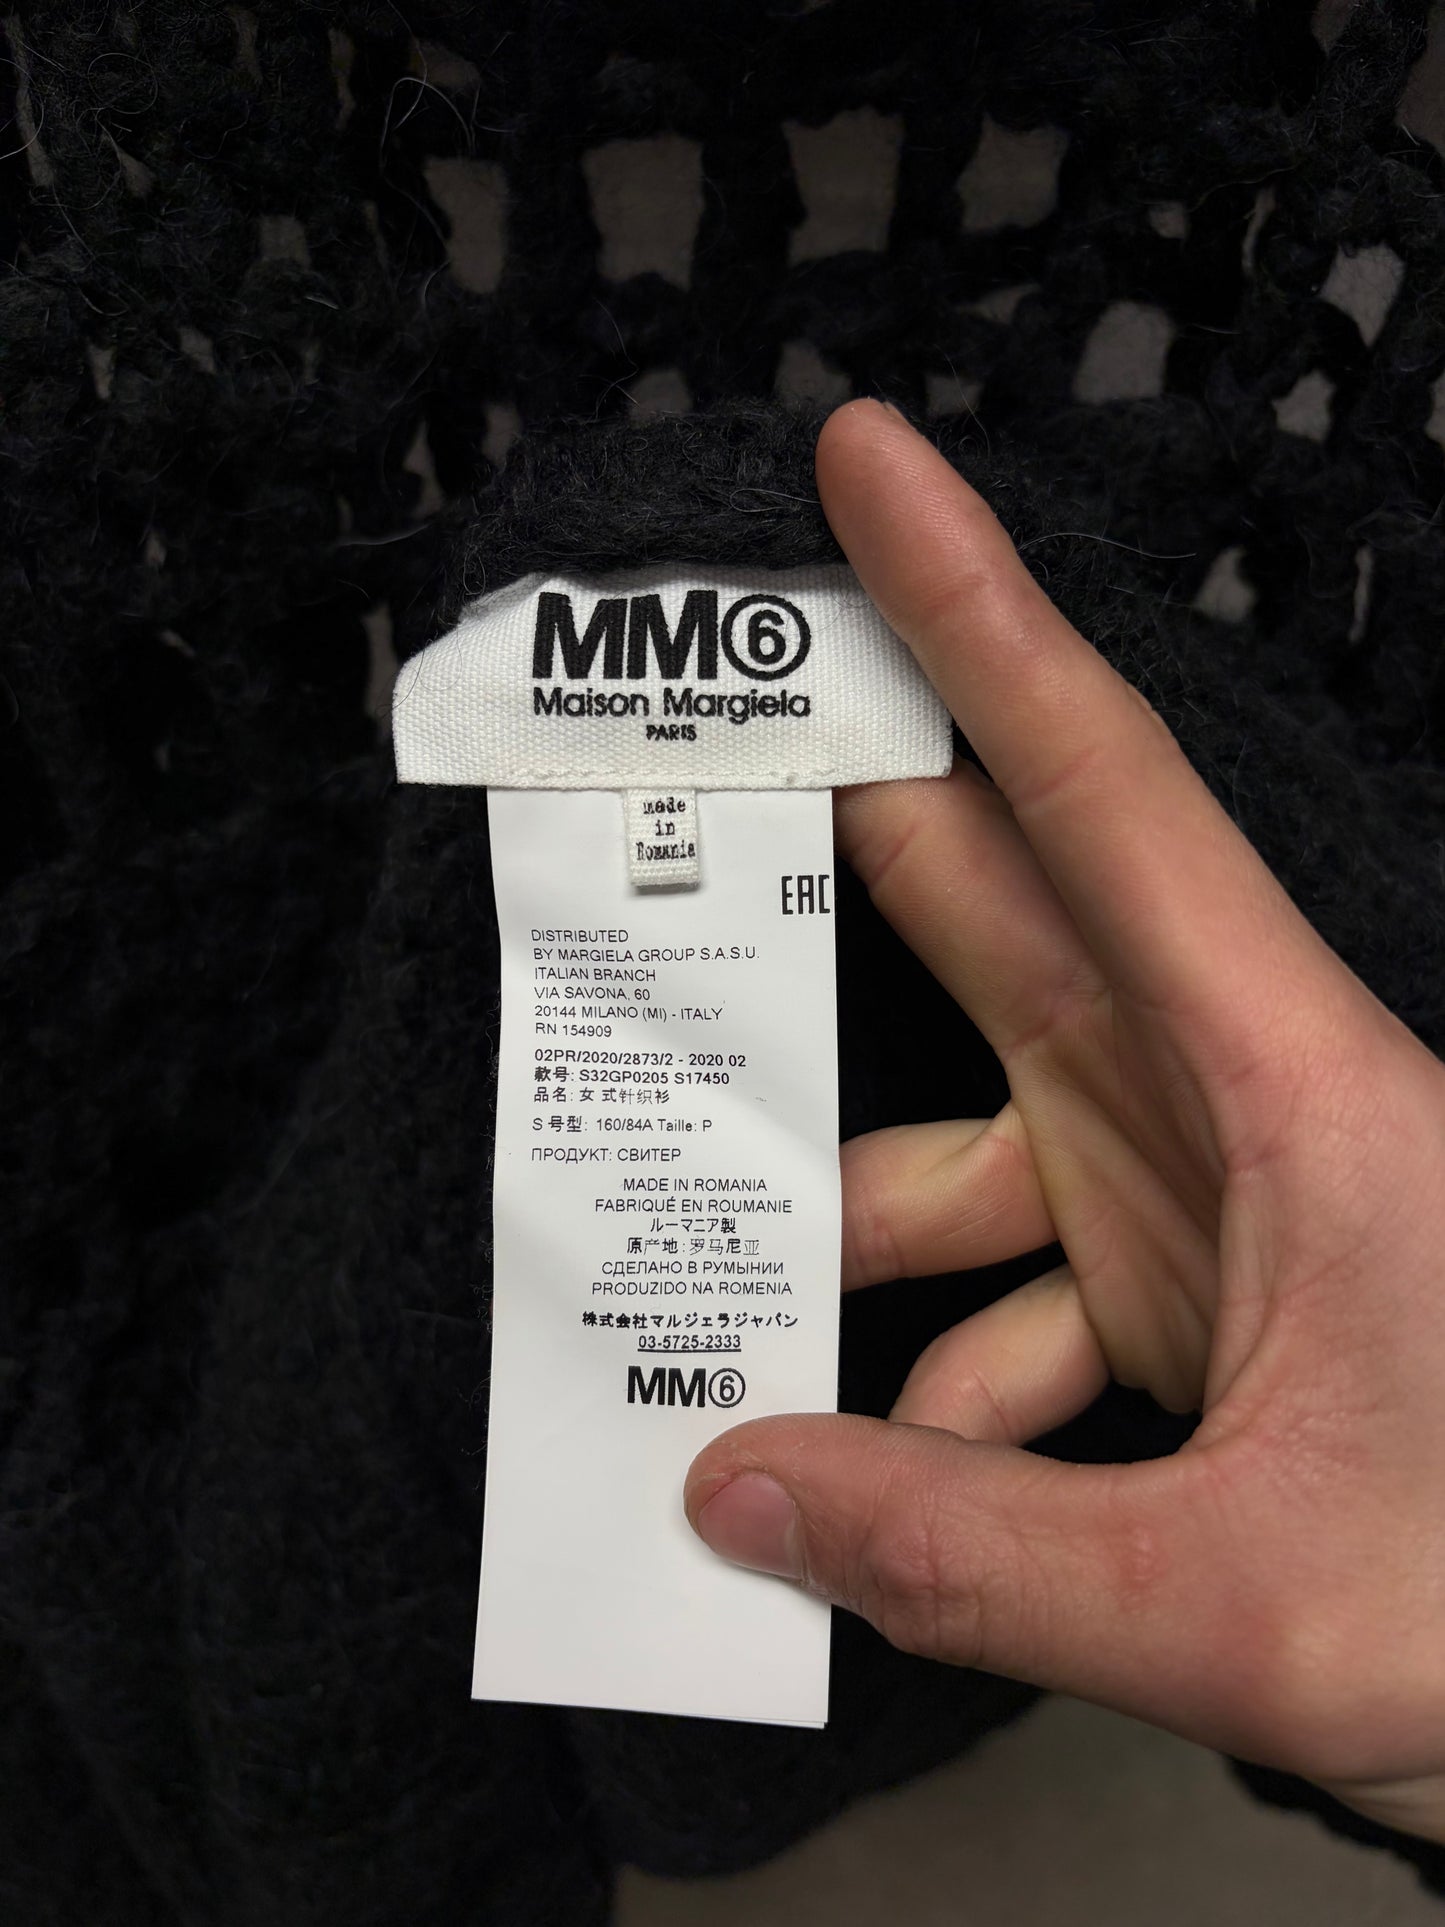 MM⑥
Maison Margiela
PARIS
made
in
Romania
EAC
DISTRIBUTED
BY MARGIELA GROUP S.A.S.U.
ITALIAN BRANCH
VIA SAVONA, 60
20144 MILANO (MI) - ITALY
RN 154909
02PR/2020/2873/2 - 2020 02
款号: S32GP0205 S17450
品名: 女 式针织衫
S 号型: 160/84A Taille: P
ПРОДУКТ: СВИТЕР
MADE IN ROMANIA
FABRIQUÉ EN ROUMANIE
ルーマニア製
原产地: 罗马尼亚
СДЕЛАНО В РУМЫНИИ
PRODUZIDO NA ROMENIA
株式会社マルジェラジャパン
03-5725-2333
MM⑥